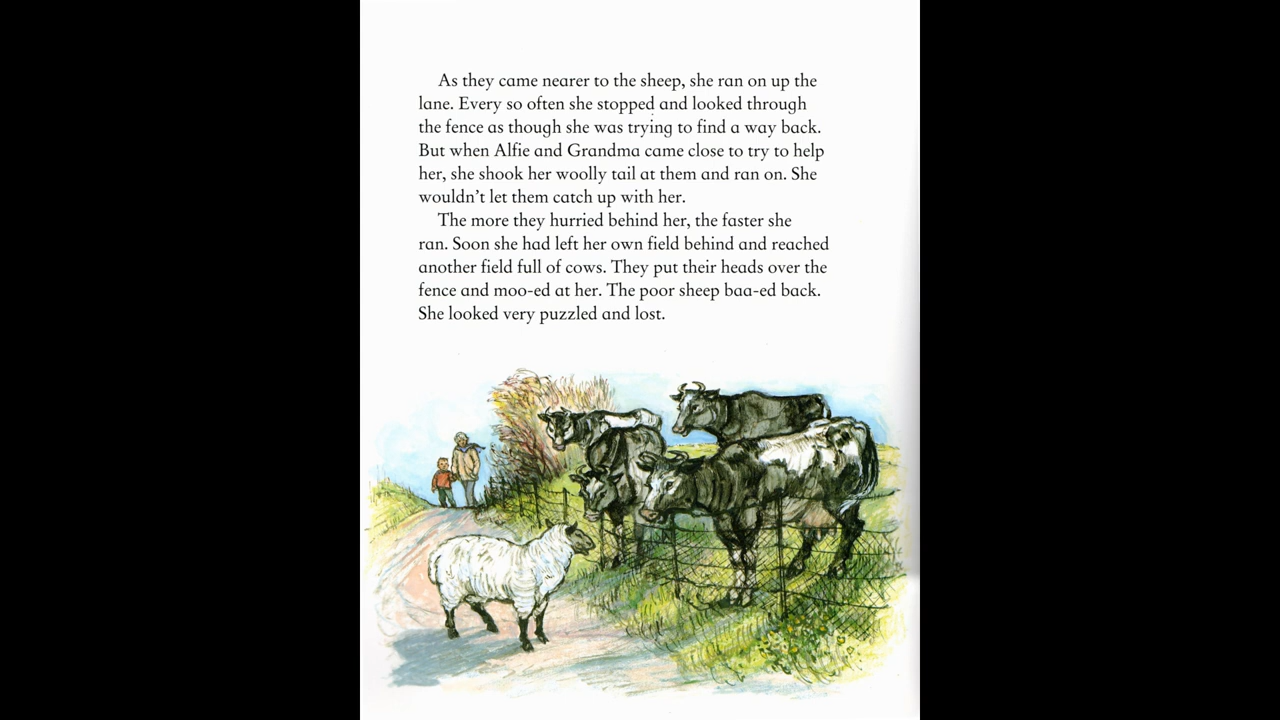 As they came nearer to the sheep, she ran on up the
lane. Every so often she stopped and looked through
the fence as though she was trying to find a way back.
But when Alfie and Grandma came close to try to help
her, she shook her woolly tail at them and ran on. She
wouldn't let them catch up with her.
The more they hurried behind her, the faster she
ran. Soon she had left her own field behind and reached
another field full of cows. They put their heads over the
fence and moo-ed at her. The poor sheep baa-ed back.
She looked very puzzled and lost.